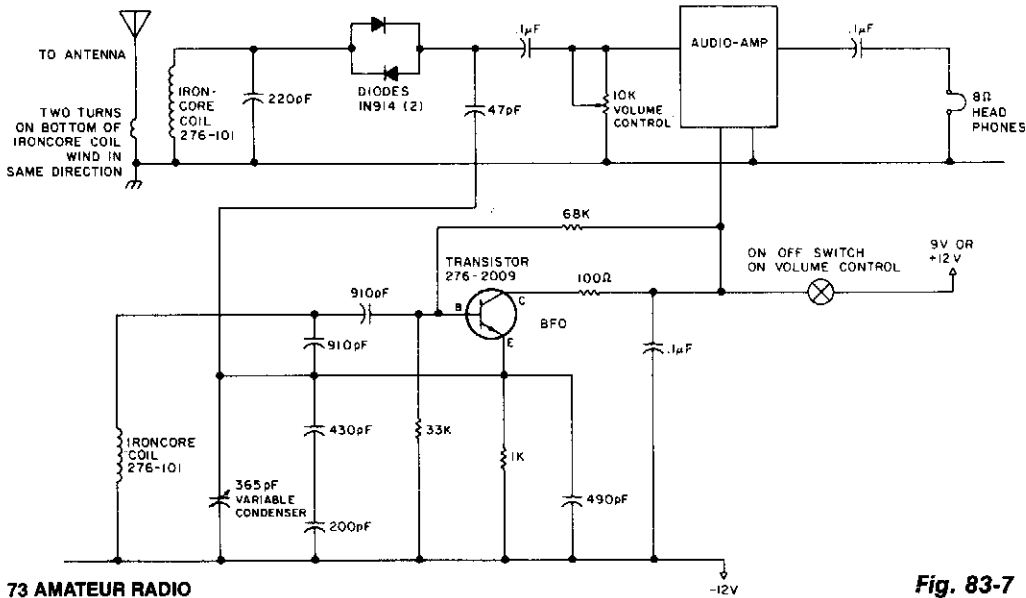 TO ANTENNA
TWO TURNS
ON BOTTOM OF
IRONCORE COIL
WIND IN
SAME DIRECTION
IRON-
CORE
COIL
276-101
220pF
DIODES
IN914 (2)
47pF
.1µF
10K
VOLUME
CONTROL
AUDIO-AMP
.1µF
8Ω
HEAD
PHONES
68K
TRANSISTOR
276-2009
100Ω
ON OFF SWITCH
ON VOLUME CONTROL
9V OR
+12V
910pF
B
C
E
BFO
910pF
.1µF
IRONCORE
COIL
276-101
430pF
33K
1K
365pF
VARIABLE
CONDENSER
200pF
490pF
-12V
73 AMATEUR RADIO
Fig. 83-7